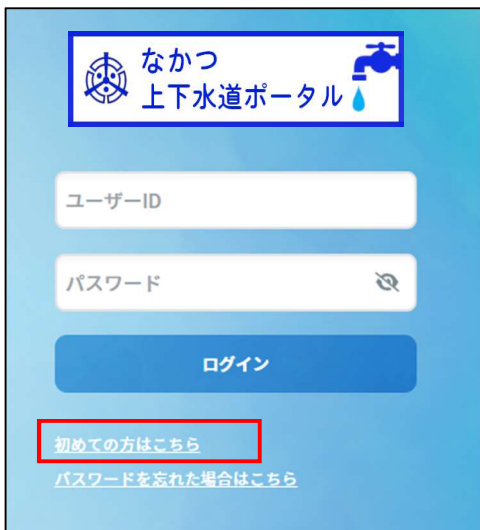 なかつ
上下水道ポータル
ユーザーID
パスワード
ログイン
初めての方はこちら
パスワードを忘れた場合はこちら